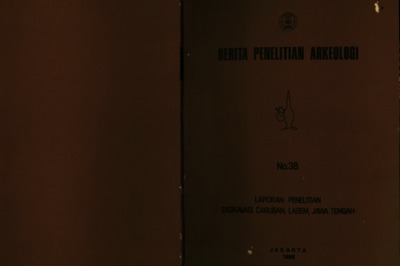 BERITA PENELITIAN ARKEOLOGI
No. 38
LAPORAN PENELITIAN
EKSKAVASI CARUBAN, LASEM, JAWA TENGAH
JAKARTA